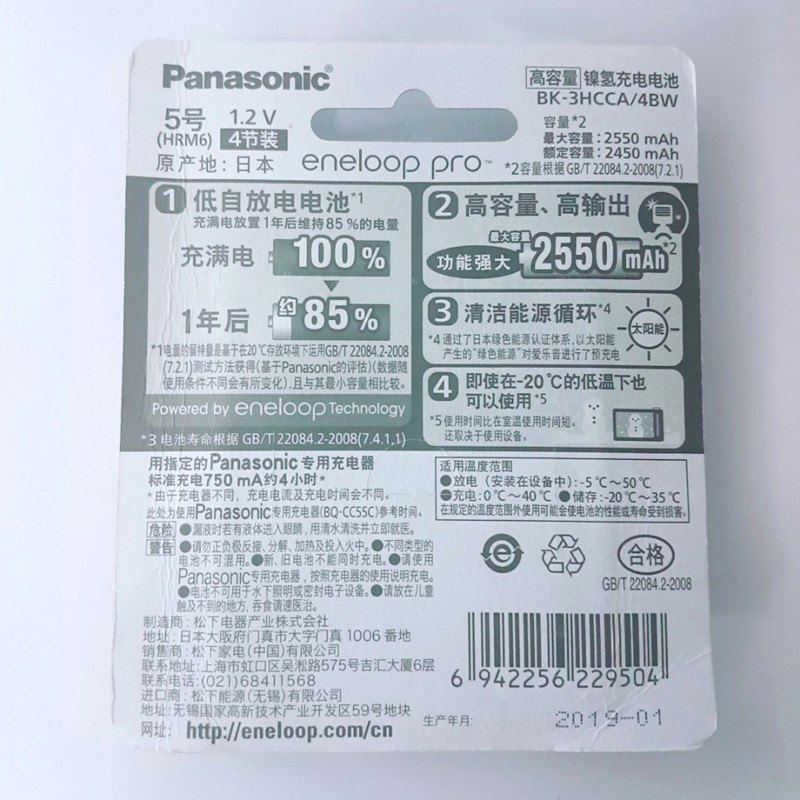 Panasonic®
高容量 镍氢充电电池
BK-3HCCA/4BW
5号 1.2 V
(HRM6) 4节装
原产地: 日本
eneloop pro™
容量*2
最大容量: 2550 mAh
额定容量: 2450 mAh
*2容量根据GB/T 22084.2-2008(7.2.1)
1 低自放电电池*1
充满电放置1年后维持85%的电量
充满电 100%
1年后 约85%
*1电量的留持量是基于在20℃存放环境下运用GB/T 22084.2-2008
(7.2.1)测试方法获得(基于Panasonic的评估)(数据随
使用条件不同会有所变化),且与其最小容量相比较。
Powered by eneloop Technology
*3 电池寿命根据 GB/T 22084.2-2008(7.4.1,1)
2 高容量、高输出
功能强大 最大容量 2550 mAh*2
3 清洁能源循环*4
*4 通过了日本绿色能源认证体系,以太阳能
产生的“绿色能源”对爱乐普进行了预充电
太阳能
4 即使在-20℃的低温下也
可以使用*5
*5使用时间比在室温使用时间短。
还取决于使用设备。
用指定的Panasonic专用充电器
标准充电750 mA约4小时*
*由于充电器不同, 充电电流及充电时间会不同。
此处为使用Panasonic专用充电器(BQ-CC55C)参考时间。
危险 ●漏液时若有液体进入眼睛,用清水清洗并立即就医。
警告 ●请勿正负极反接、分解、加热及投入火中。●不同类型的
电池不可混用。●新、旧电池不能同时充电。●请使用
Panasonic专用充电器,按照充电器的使用说明充电。
●电池不可用于水下照明或密封电子设备。●请放在儿童
触及不到的地方, 吞食请速医治。
适用温度范围
●放电 (安装在设备中): -5℃~50℃
●充电: 0℃~40℃ ●储存: -20℃~35℃
在规定的温度范围外使用可能会使电池的性能或寿命受到损害。
合格
GB/T 22084.2-2008
制造商: 松下电器产业株式会社
地址: 日本大阪府门真市大字门真 1006 番地
销售商: 松下家电(中国)有限公司
联系地址: 上海市虹口区吴淞路575号吉汇大厦6层
联系电话: (021)68411568
进口商: 松下能源(无锡)有限公司
地址: 无锡国家高新技术产业开发区59号地块
网址: http://eneloop.com/cn
6 942256 229504
生产年月: 2019-01